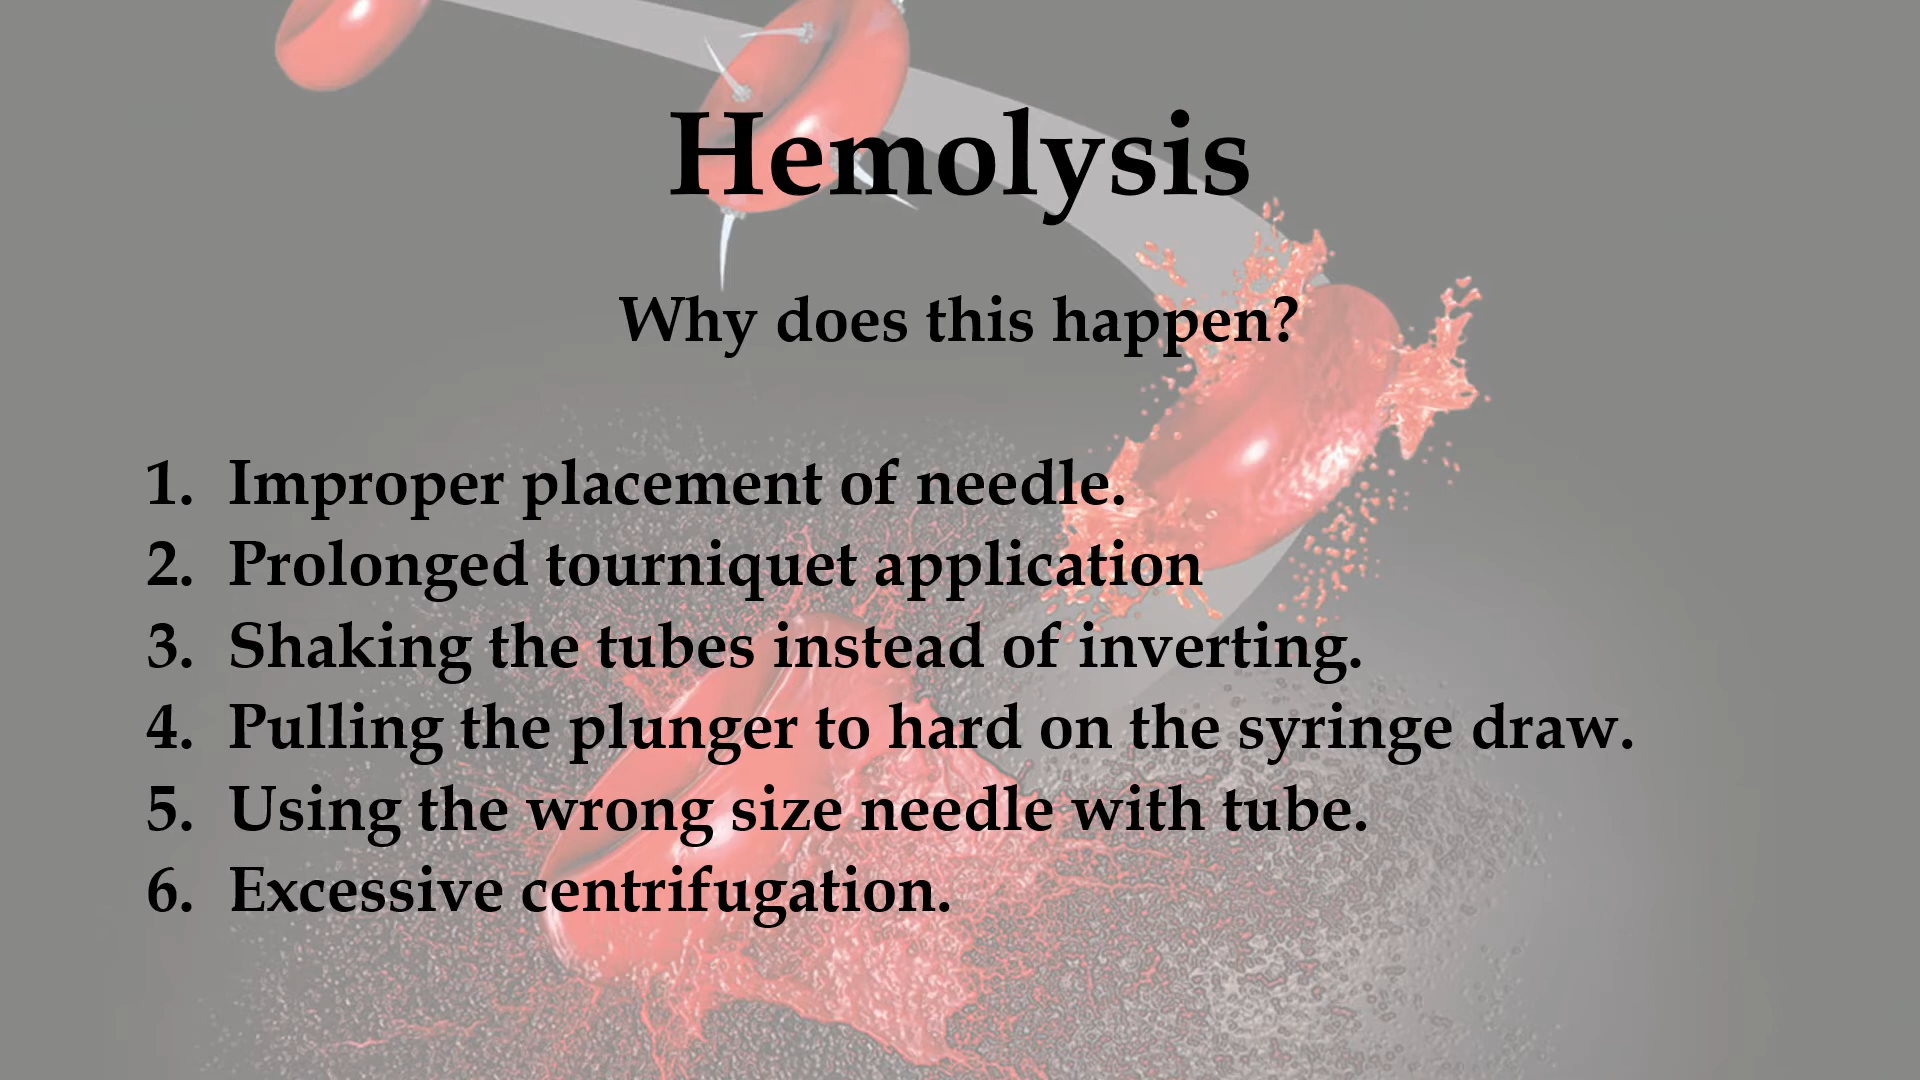 Hemolysis
Why does this happen?
1. Improper placement of needle.
2. Prolonged tourniquet application
3. Shaking the tubes instead of inverting.
4. Pulling the plunger to hard on the syringe draw.
5. Using the wrong size needle with tube.
6. Excessive centrifugation.